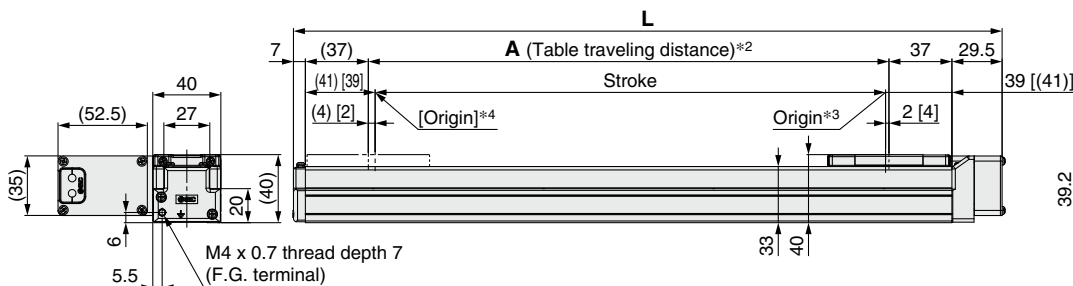 L
7 (37) A (Table traveling distance)*2 37 29.5
40
(41) [39] Stroke 39 [(41)]
(52.5) 27 (4) [2] [Origin]*4 Origin*3 2 [4]
(35) 20 (40) 39.2
6 33 40
M4 x 0.7 thread depth 7
5.5 (F.G. terminal)